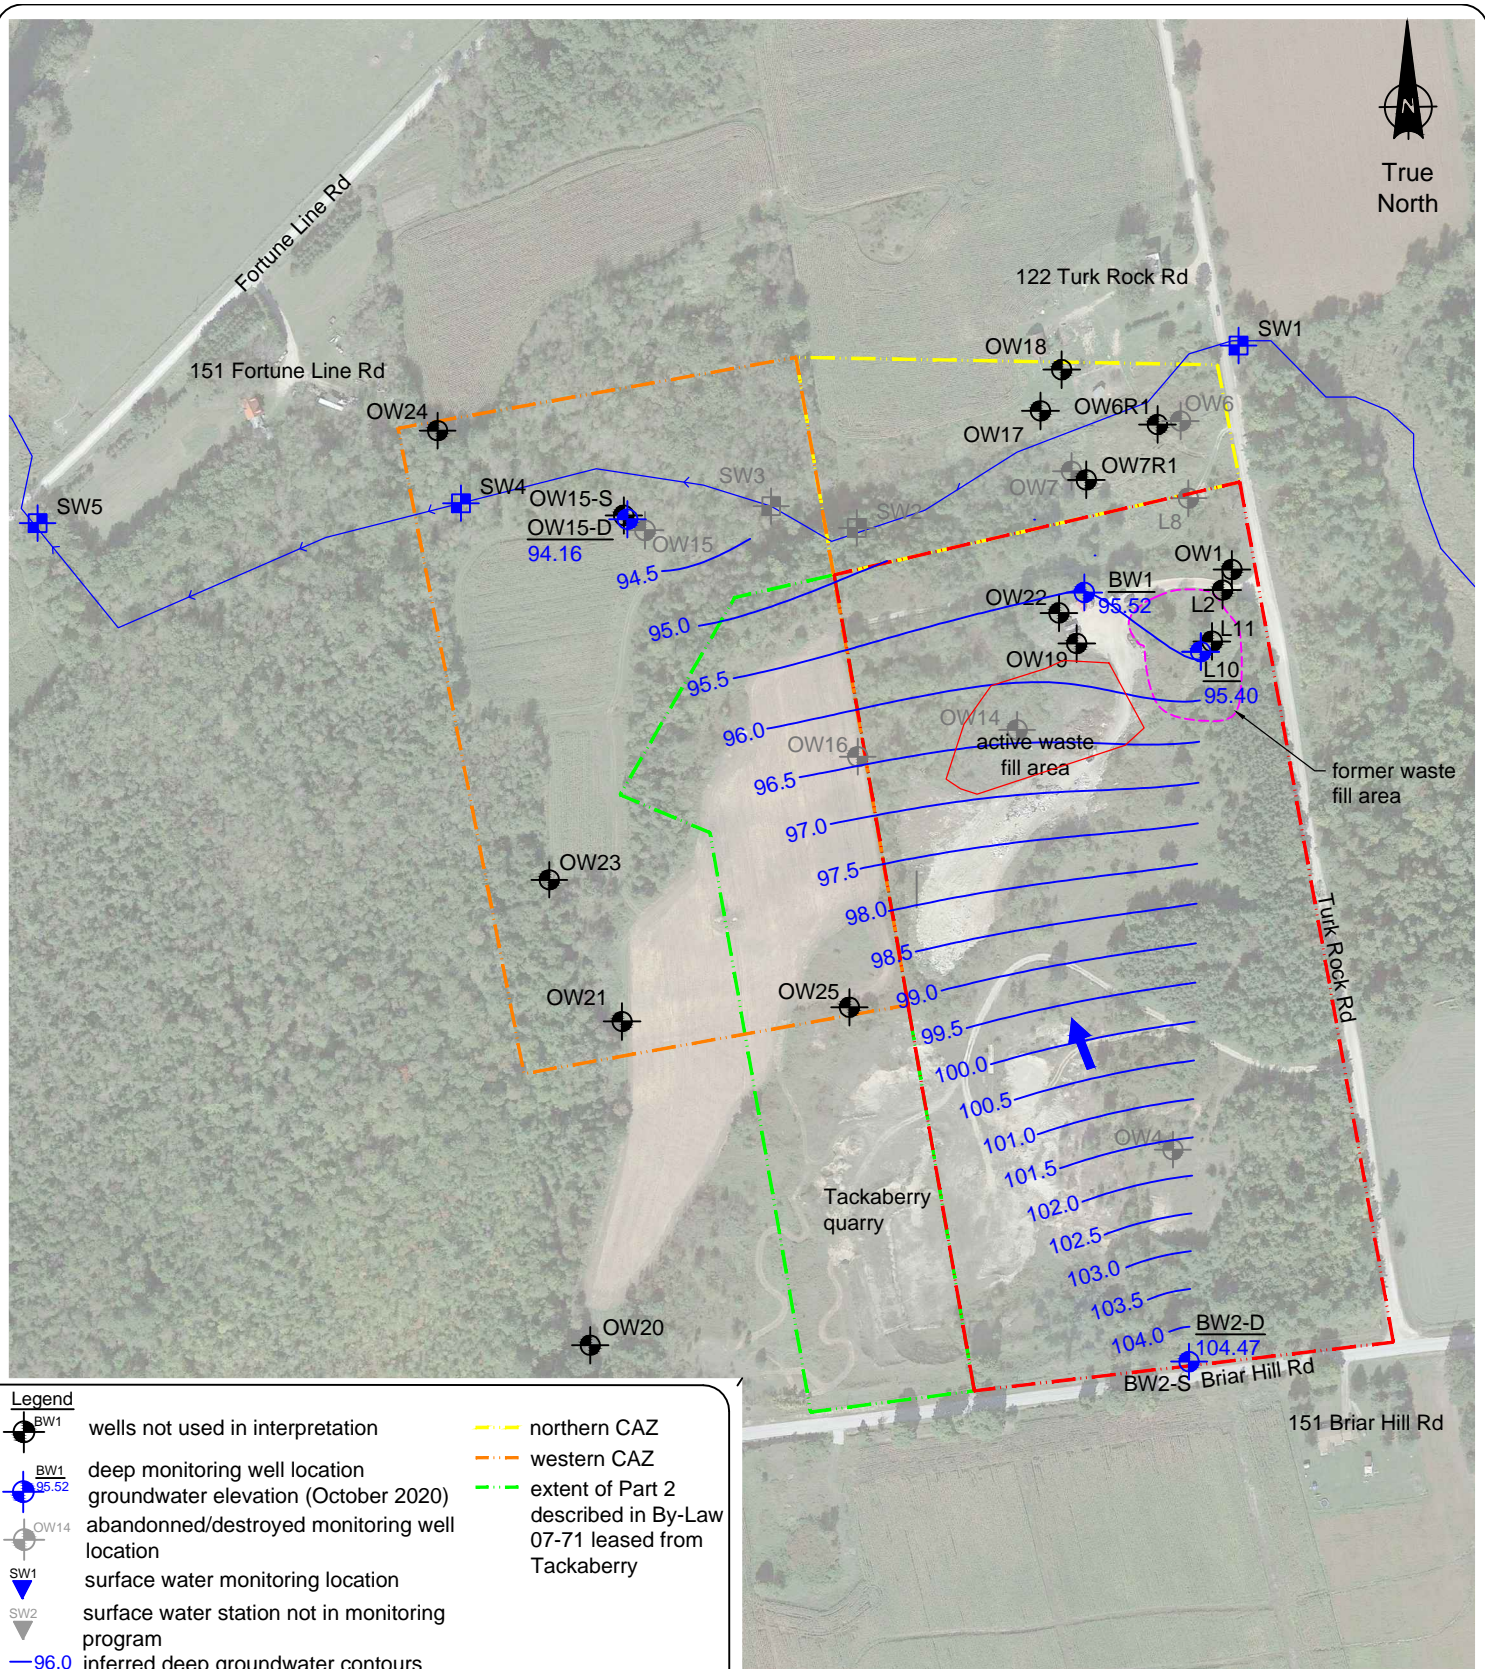 N
True
North
Fortune Line Rd
122 Turk Rock Rd
SW1
OW18
151 Fortune Line Rd
OW24
OW6R1
OW6
OW17
OW7R1
OW7
SW3
SW4
OW15-S
L8
SW5
OW15-D
SW2
94.16
OW15
OW1
94.5
BW1
95.52
L2
OW22
95.0
L11
OW19
L10
95.5
95.40
OW14
96.0
OW16
active waste
fill area
former waste
fill area
96.5
97.0
OW23
97.5
98.0
Turk Rock Rd
98.5
OW21
OW25
99.0
99.5
100.0
100.5
101.0
OW4
101.5
Tackaberry
quarry
102.0
102.5
103.0
103.5
OW20
104.0
BW2-D
104.47
BW2-S
Briar Hill Rd
151 Briar Hill Rd
Legend
BW1
wells not used in interpretation
BW1
95.52
deep monitoring well location
groundwater elevation (October 2020)
OW14
abandonned/destroyed monitoring well
location
SW1
surface water monitoring location
SW2
surface water station not in monitoring
program
96.0
inferred deep groundwater contours
northern CAZ
western CAZ
extent of Part 2
described in By-Law
07-71 leased from
Tackaberry